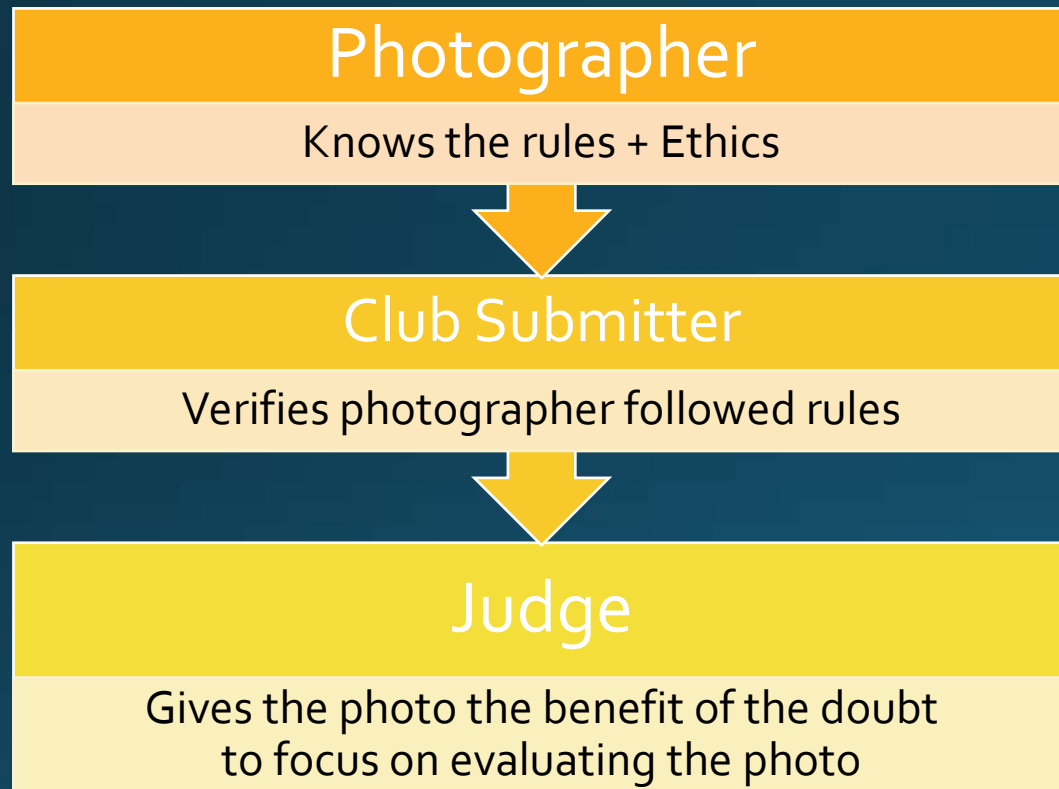 Photographer
Knows the rules + Ethics
Club Submitter
Verifies photographer followed rules
Judge
Gives the photo the benefit of the doubt
to focus on evaluating the photo